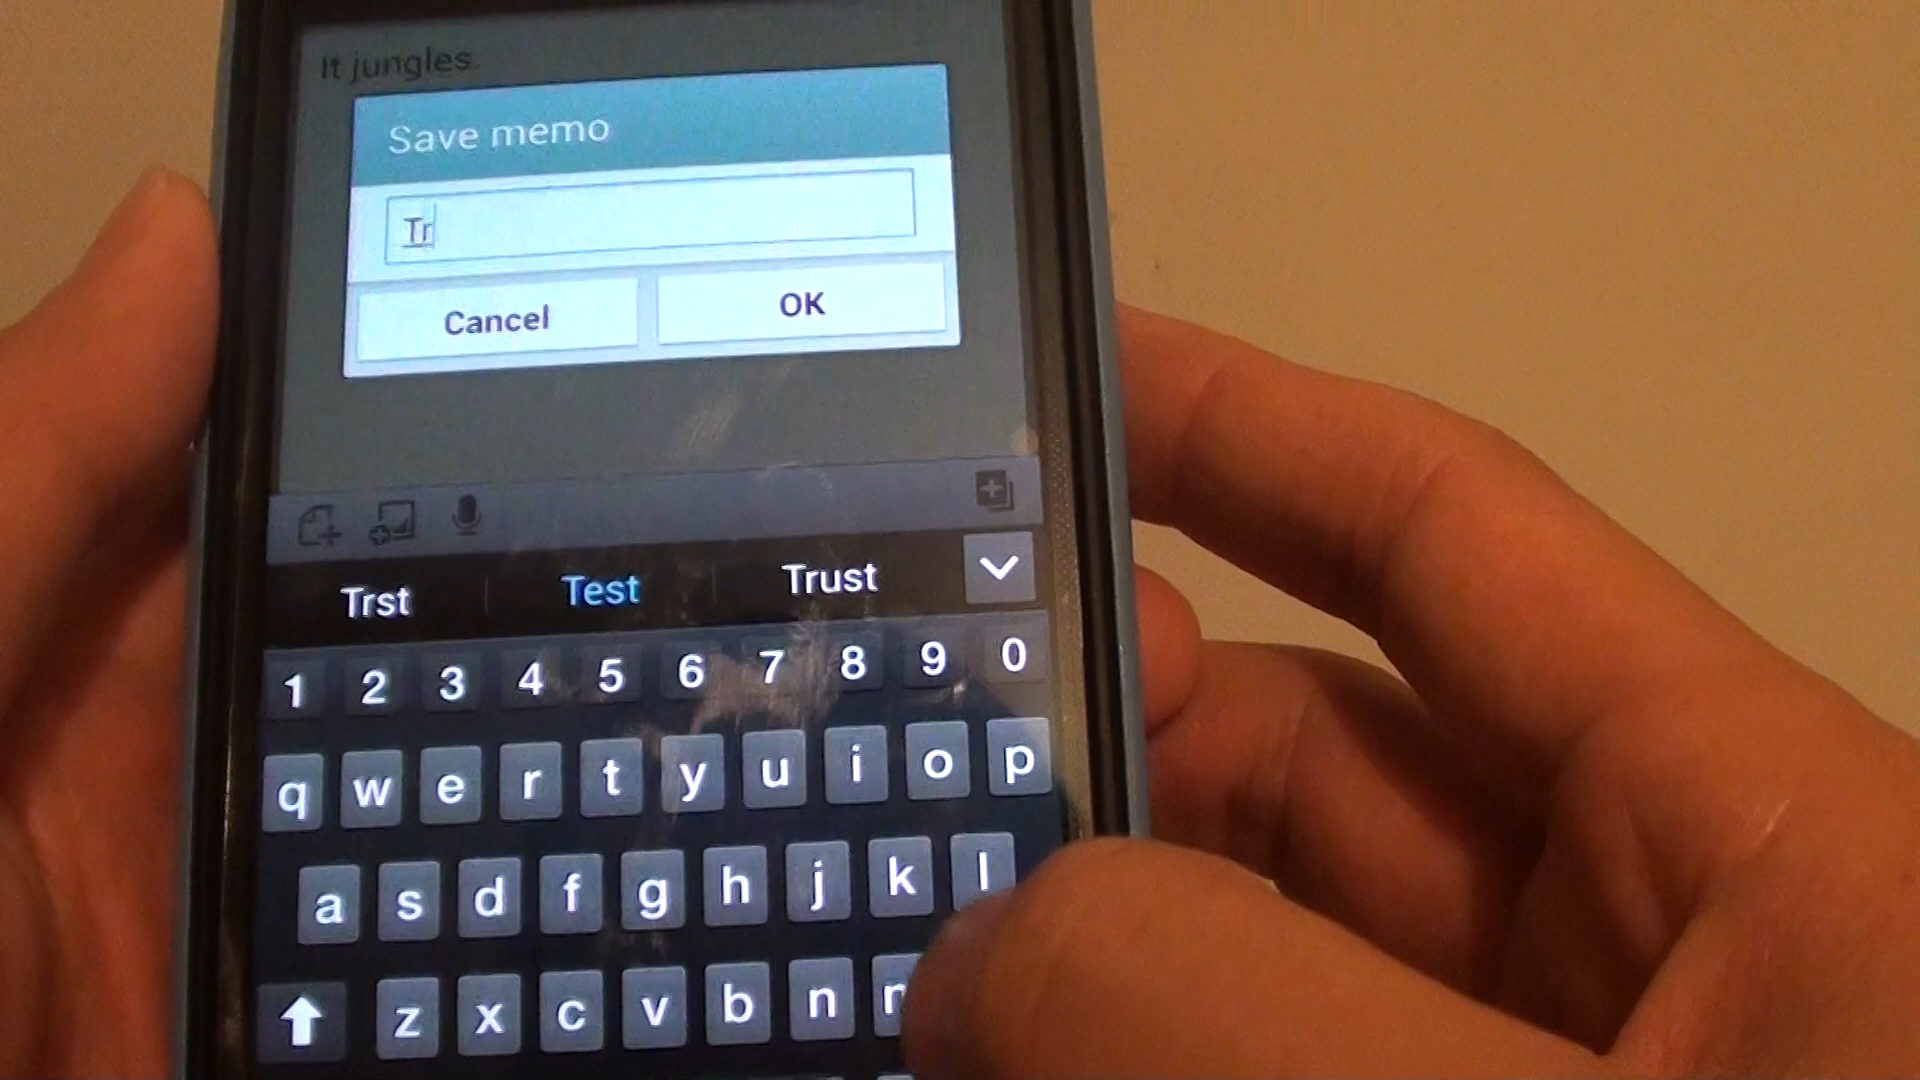 It jungles.
Save memo
Tr
Cancel OK
Trst Test Trust
1 2 3 4 5 6 7 8 9 0
q w e r t y u i o p
a s d f g h j k l
z x c v b n